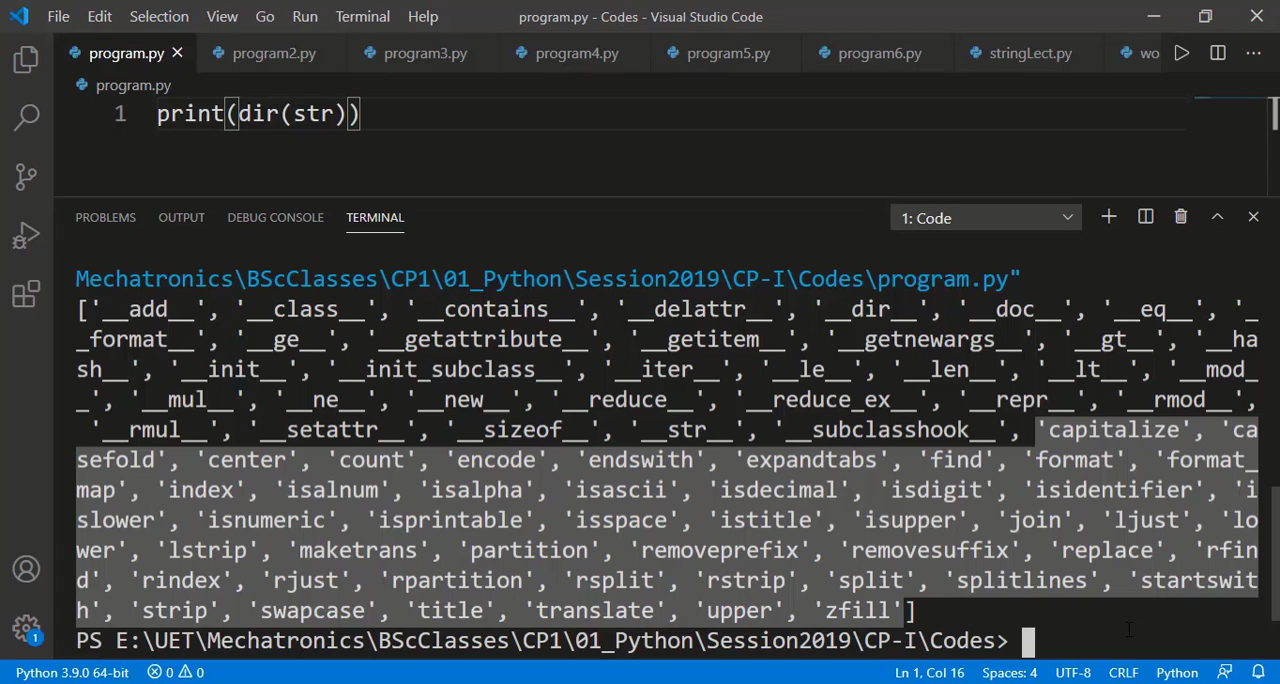 File Edit Selection View Go Run Terminal Help program.py - Codes - Visual Studio Code
program.py program2.py program3.py program4.py program5.py program6.py stringLect.py wo
program.py
1 print(dir(str))
PROBLEMS OUTPUT DEBUG CONSOLE TERMINAL 1: Code
Mechatronics\BScClasses\CP1\01_Python\Session2019\CP-I\Codes\program.py"
['__add__', '__class__', '__contains__', '__delattr__', '__dir__', '__doc__', '__eq__', '_
_format__', '__ge__', '__getattribute__', '__getitem__', '__getnewargs__', '__gt__', '__ha
sh__', '__init__', '__init_subclass__', '__iter__', '__le__', '__len__', '__lt__', '__mod_
_', '__mul__', '__ne__', '__new__', '__reduce__', '__reduce_ex__', '__repr__', '__rmod__',
'__rmul__', '__setattr__', '__sizeof__', '__str__', '__subclasshook__', 'capitalize', 'ca
sefold', 'center', 'count', 'encode', 'endswith', 'expandtabs', 'find', 'format', 'format_
map', 'index', 'isalnum', 'isalpha', 'isascii', 'isdecimal', 'isdigit', 'isidentifier', 'i
slower', 'isnumeric', 'isprintable', 'isspace', 'istitle', 'isupper', 'join', 'ljust', 'lo
wer', 'lstrip', 'maketrans', 'partition', 'removeprefix', 'removesuffix', 'replace', 'rfin
d', 'rindex', 'rjust', 'rpartition', 'rsplit', 'rstrip', 'split', 'splitlines', 'startswit
h', 'strip', 'swapcase', 'title', 'translate', 'upper', 'zfill']
PS E:\UET\Mechatronics\BScClasses\CP1\01_Python\Session2019\CP-I\Codes>
1
Python 3.9.0 64-bit 0 0 Ln 1, Col 16 Spaces: 4 UTF-8 CRLF Python